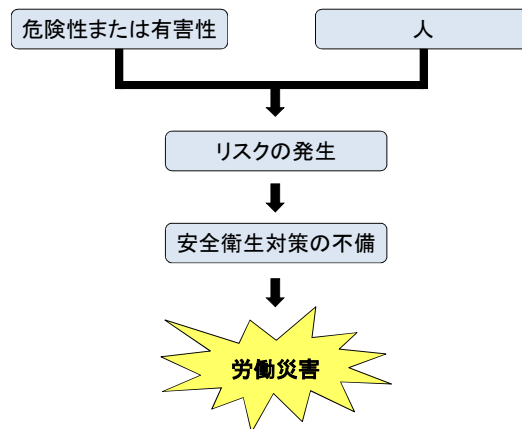 危険性または有害性
人
リスクの発生
安全衛生対策の不備
労働災害